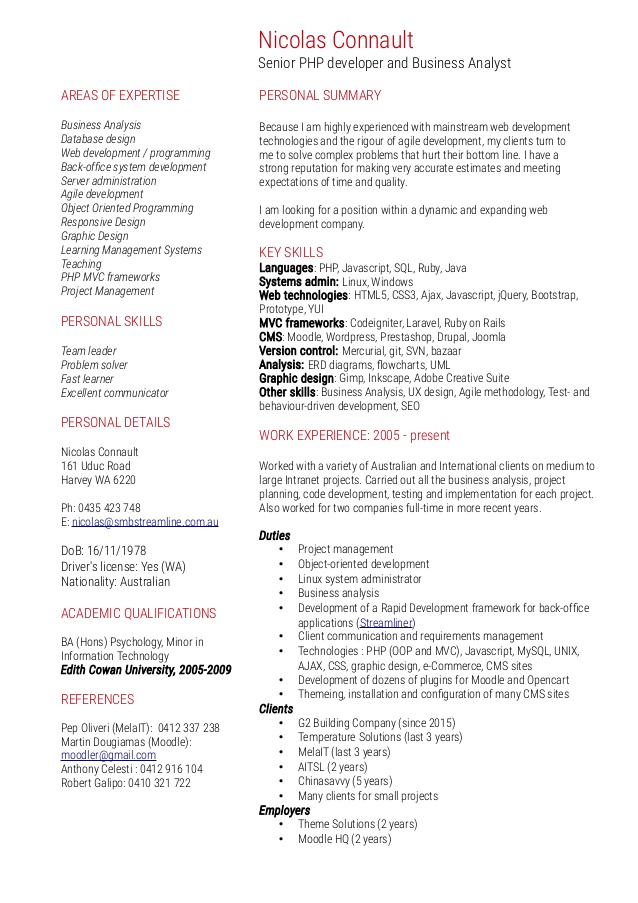 Nicolas Connault
Senior PHP developer and Business Analyst
AREAS OF EXPERTISE
Business Analysis
Database design
Web development / programming
Back-office system development
Server administration
Agile development
Object Oriented Programming
Responsive Design
Graphic Design
Learning Management Systems
Teaching
PHP MVC frameworks
Project Management
PERSONAL SKILLS
Team leader
Problem solver
Fast learner
Excellent communicator
PERSONAL DETAILS
Nicolas Connault
161 Uduc Road
Harvey WA 6220
Ph: 0435 423 748
E: nicolas@smbstreamline.com.au
DoB: 16/11/1978
Driver's license: Yes (WA)
Nationality: Australian
ACADEMIC QUALIFICATIONS
BA (Hons) Psychology, Minor in
Information Technology
Edith Cowan University, 2005-2009
REFERENCES
Pep Oliveri (MelaIT): 0412 337 238
Martin Dougiamas (Moodle):
moodler@gmail.com
Anthony Celesti : 0412 916 104
Robert Galipo: 0410 321 722
PERSONAL SUMMARY
Because I am highly experienced with mainstream web development
technologies and the rigour of agile development, my clients turn to
me to solve complex problems that hurt their bottom line. I have a
strong reputation for making very accurate estimates and meeting
expectations of time and quality.
I am looking for a position within a dynamic and expanding web
development company.
KEY SKILLS
Languages: PHP, Javascript, SQL, Ruby, Java
Systems admin: Linux, Windows
Web technologies: HTML5, CSS3, Ajax, Javascript, jQuery, Bootstrap,
Prototype, YUI
MVC frameworks: Codeigniter, Laravel, Ruby on Rails
CMS: Moodle, Wordpress, Prestashop, Drupal, Joomla
Version control: Mercurial, git, SVN, bazaar
Analysis: ERD diagrams, flowcharts, UML
Graphic design: Gimp, Inkscape, Adobe Creative Suite
Other skills: Business Analysis, UX design, Agile methodology, Test- and
behaviour-driven development, SEO
WORK EXPERIENCE: 2005 - present
Worked with a variety of Australian and International clients on medium to
large Intranet projects. Carried out all the business analysis, project
planning, code development, testing and implementation for each project.
Also worked for two companies full-time in more recent years.
Duties
• Project management
• Object-oriented development
• Linux system administrator
• Business analysis
• Development of a Rapid Development framework for back-office
applications (Streamliner)
• Client communication and requirements management
• Technologies : PHP (OOP and MVC), Javascript, MySQL, UNIX,
AJAX, CSS, graphic design, e-Commerce, CMS sites
• Development of dozens of plugins for Moodle and Opencart
• Themeing, installation and configuration of many CMS sites
Clients
• G2 Building Company (since 2015)
• Temperature Solutions (last 3 years)
• MelaIT (last 3 years)
• AITSL (2 years)
• Chinasavvy (5 years)
• Many clients for small projects
Employers
• Theme Solutions (2 years)
• Moodle HQ (2 years)